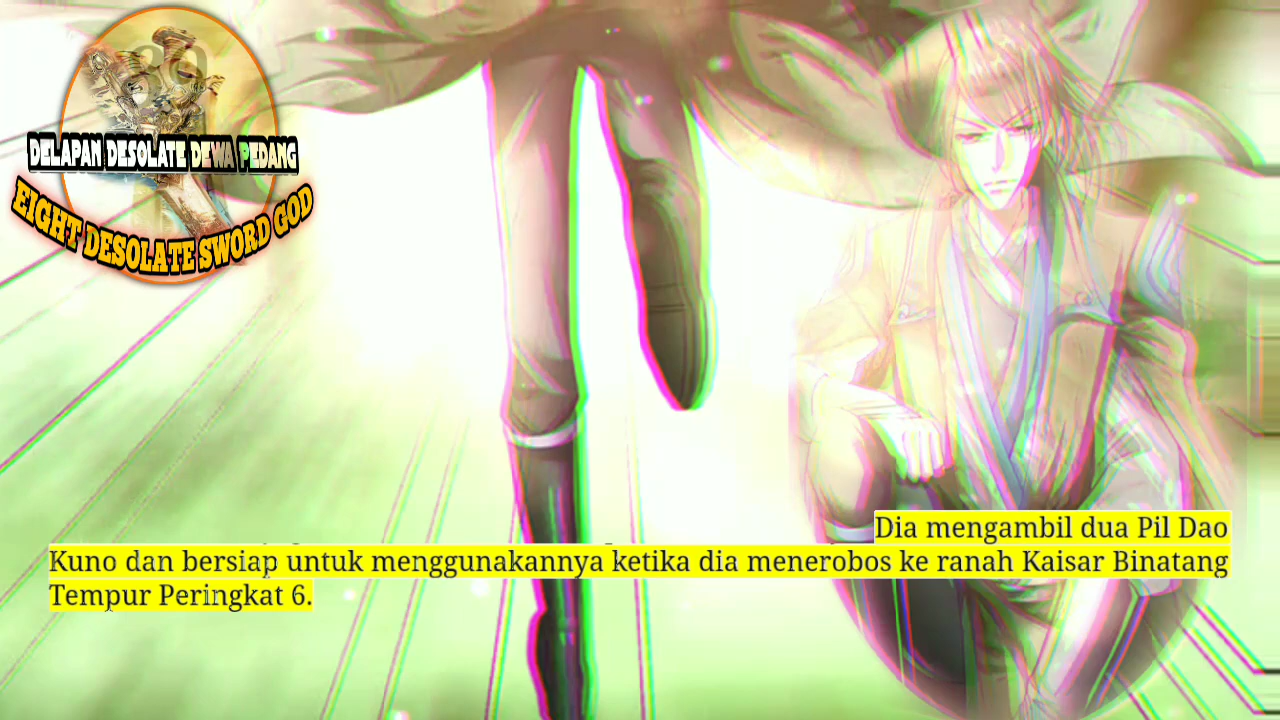 DELAPAN DESOLATE DEWA PEDANG
EIGHT DESOLATE SWORD GOD
Dia mengambil dua Pil Dao
Kuno dan bersiap untuk menggunakannya ketika dia menerobos ke ranah Kaisar Binatang
Tempur Peringkat 6.